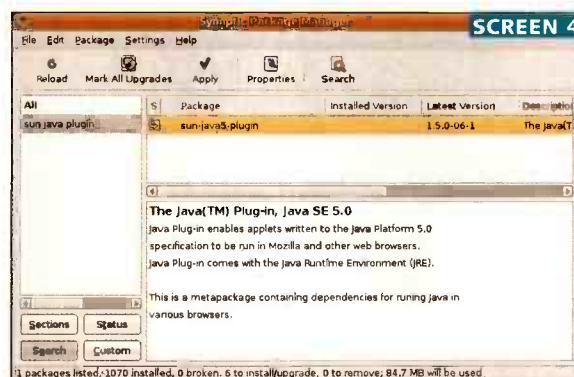 Synaptic Package Manager
SCREEN 4
File Edit Package Settings Help
Reload Mark All Upgrades Apply Properties Search
All
S Package Installed Version Latest Version Description
sun java plugin
sun-java5-plugin 1.5.0-06-1 The Java(T
The Java(TM) Plug-in, Java SE 5.0
Java Plug-in enables applets written to the Java Platform 5.0
specification to be run in Mozilla and other web browsers.
Java Plug-in comes with the Java Runtime Environment (JRE).
This is a metapackage containing dependencies for runing Java in
various browsers.
Sections Status
Search Custom
1 packages listed, 1070 installed, 0 broken. 6 to install/upgrade, 0 to remove; 84.7 MB will be used